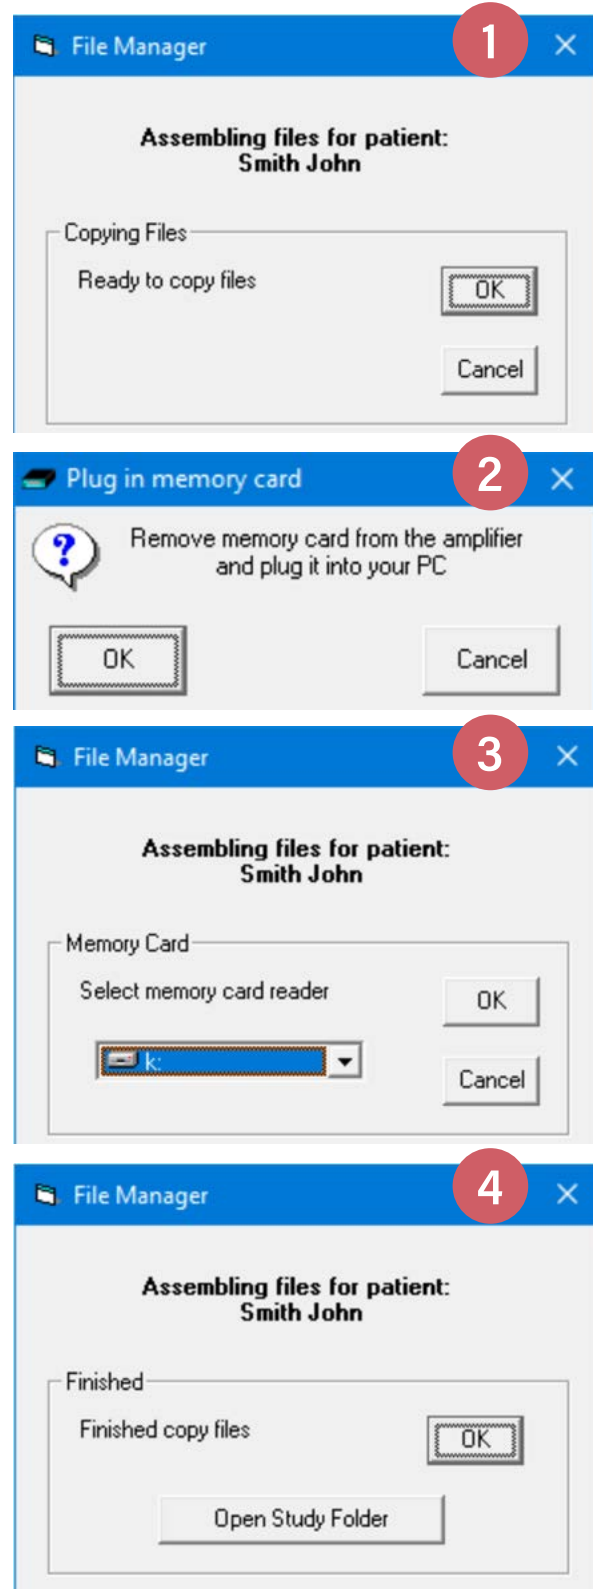 File Manager
1
Assembling files for patient:
Smith John
Copying Files
Ready to copy files
OK
Cancel
Plug in memory card
2
?
Remove memory card from the amplifier
and plug it into your PC
OK
Cancel
File Manager
3
Assembling files for patient:
Smith John
Memory Card
Select memory card reader
OK
k:
Cancel
File Manager
4
Assembling files for patient:
Smith John
Finished
Finished copy files
OK
Open Study Folder